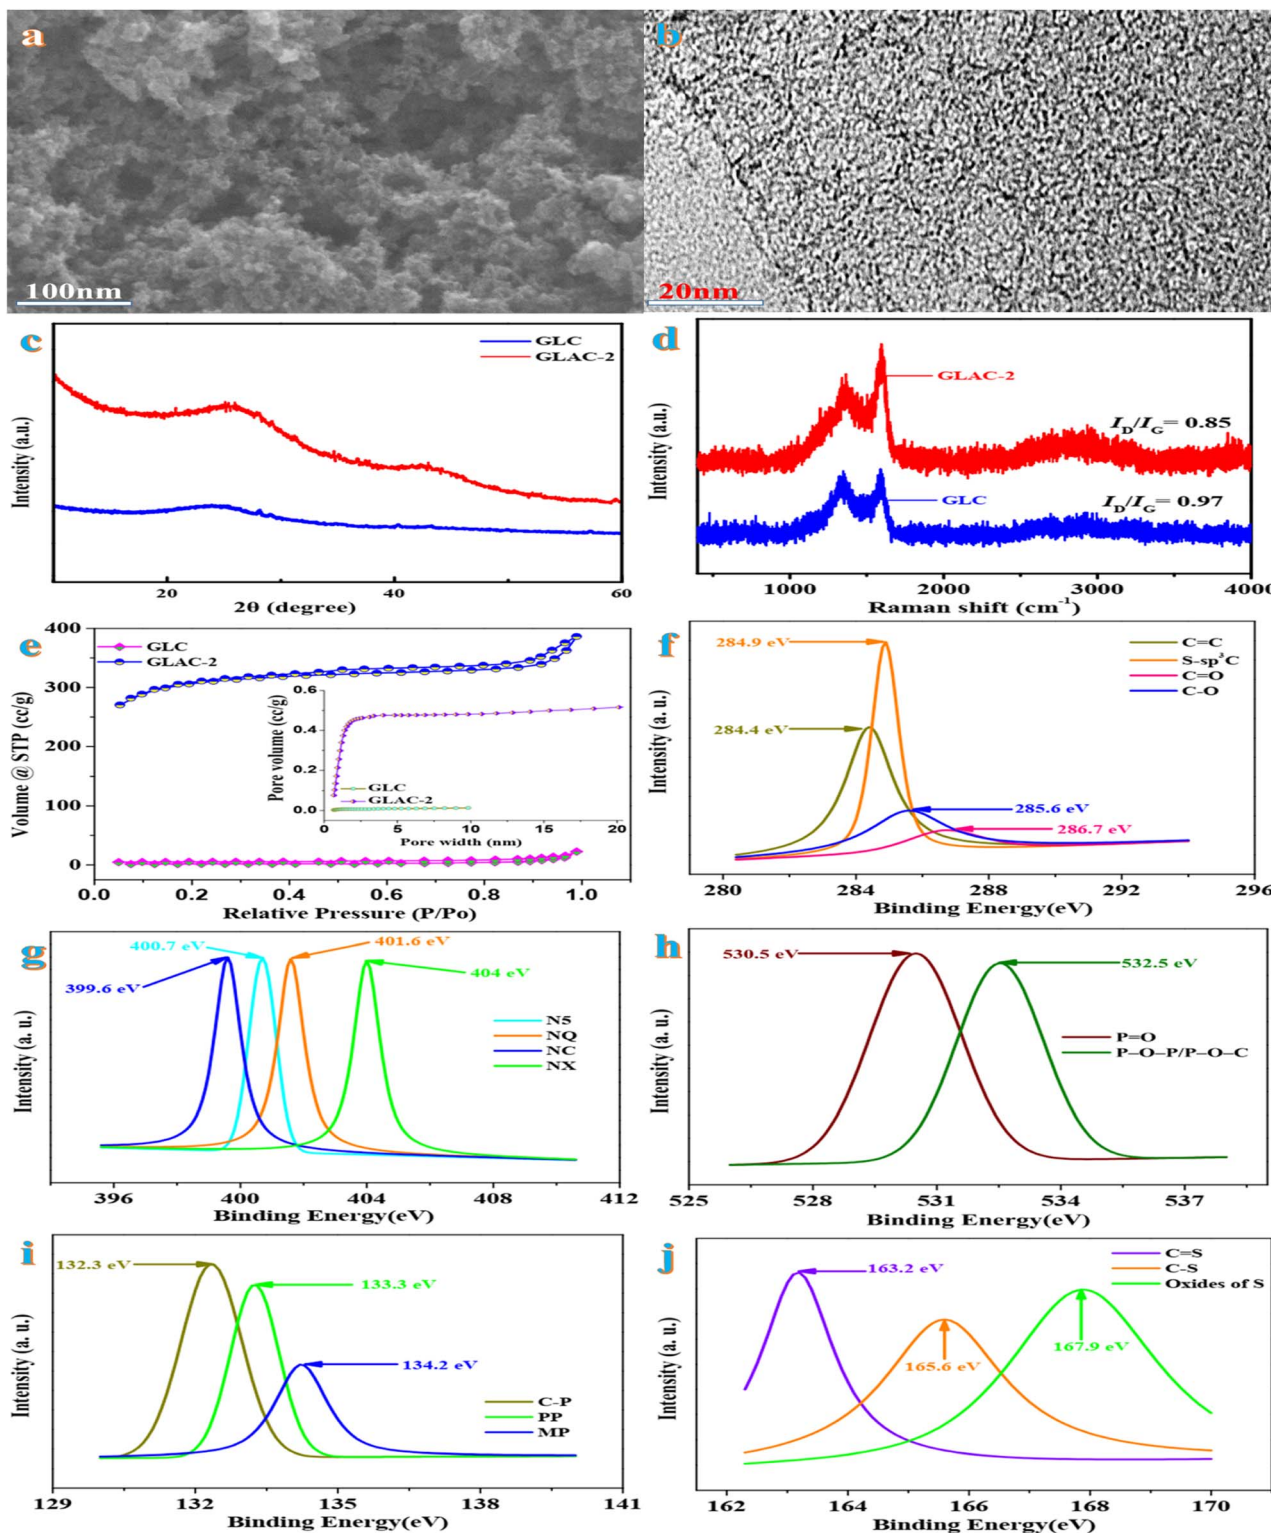 a
100nm
b
20nm
c
GLC
GLAC-2
Intensity (a.u.)
20
40
60
2θ (degree)
d
GLAC-2
I_D/I_G= 0.85
GLC
I_D/I_G= 0.97
Intensity (a.u.)
1000
2000
3000
4000
Raman shift (cm⁻¹)
e
GLC
GLAC-2
Volume @ STP (cc/g)
400
300
200
100
0
0.0
0.2
0.4
0.6
0.8
1.0
Relative Pressure (P/Po)
Pore volume (cc/g)
0.6
0.4
0.2
0.0
GLC
GLAC-2
0
5
10
15
20
Pore width (nm)
f
284.9 eV
284.4 eV
285.6 eV
286.7 eV
C=C
S-sp³C
C=O
C-O
Intensity (a. u.)
280
284
288
292
296
Binding Energy(eV)
g
400.7 eV
401.6 eV
399.6 eV
404 eV
N5
NQ
NC
NX
Intensity (a. u.)
396
400
404
408
412
Binding Energy(eV)
h
530.5 eV
532.5 eV
P=O
P–O–P/P–O–C
Intensity (a. u.)
525
528
531
534
537
Binding Energy(eV)
i
132.3 eV
133.3 eV
134.2 eV
C-P
PP
MP
Intensity (a. u.)
129
132
135
138
141
Binding Energy(eV)
j
163.2 eV
165.6 eV
167.9 eV
C=S
C-S
Oxides of S
Intensity (a. u.)
162
164
166
168
170
Binding Energy(eV)